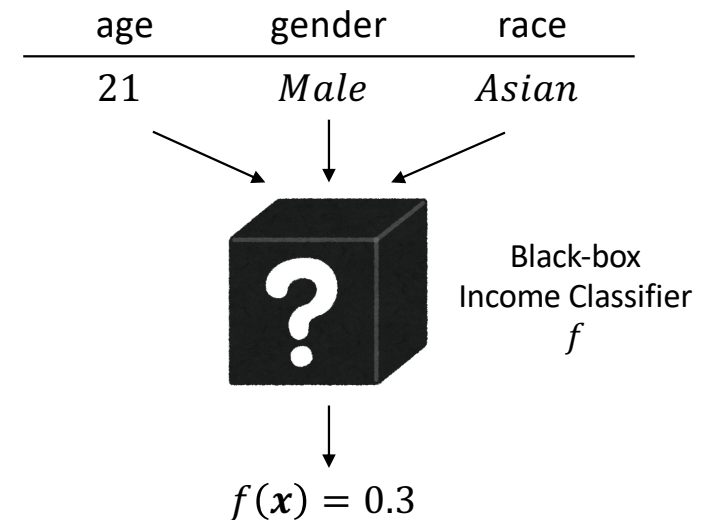 age gender race
21 Male Asian
?
Black-box
Income Classifier
f
f(x) = 0.3